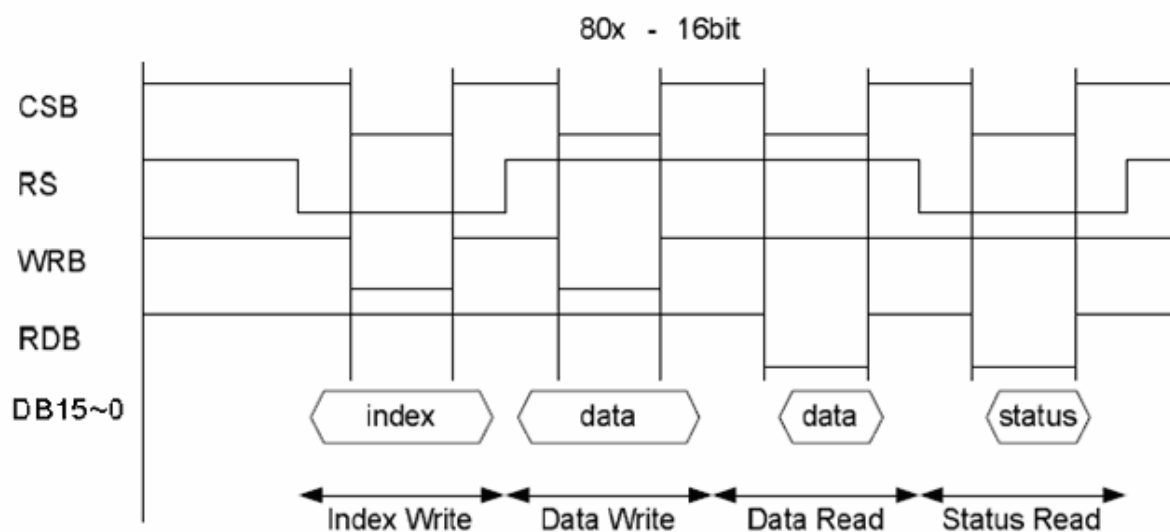 80x - 16bit
CSB
RS
WRB
RDB
DB15~0
index
data
data
status
Index Write
Data Write
Data Read
Status Read